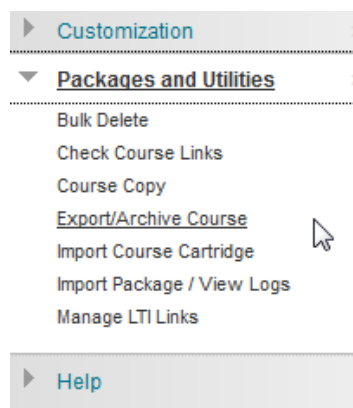 Customization
Packages and Utilities
Bulk Delete
Check Course Links
Course Copy
Export/Archive Course
Import Course Cartridge
Import Package / View Logs
Manage LTI Links
Help